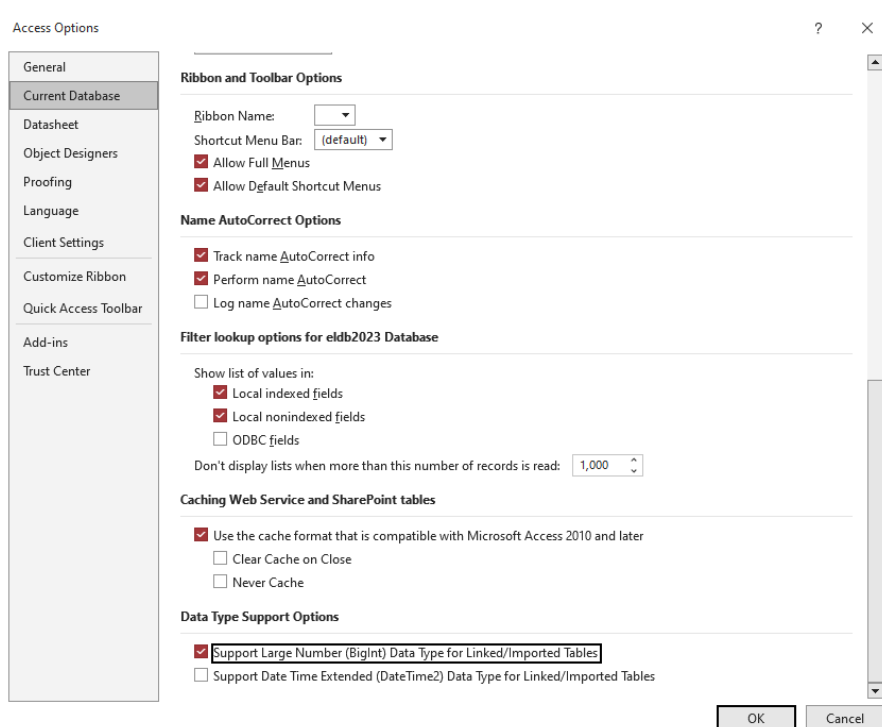 Access Options
?
General
Current Database
Datasheet
Object Designers
Proofing
Language
Client Settings
Customize Ribbon
Quick Access Toolbar
Add-ins
Trust Center
Ribbon and Toolbar Options
Ribbon Name:
Shortcut Menu Bar: (default)
Allow Full Menus
Allow Default Shortcut Menus
Name AutoCorrect Options
Track name AutoCorrect info
Perform name AutoCorrect
Log name AutoCorrect changes
Filter lookup options for eldb2023 Database
Show list of values in:
Local indexed fields
Local nonindexed fields
ODBC fields
Don't display lists when more than this number of records is read: 1,000
Caching Web Service and SharePoint tables
Use the cache format that is compatible with Microsoft Access 2010 and later
Clear Cache on Close
Never Cache
Data Type Support Options
Support Large Number (BigInt) Data Type for Linked/Imported Tables
Support Date Time Extended (DateTime2) Data Type for Linked/Imported Tables
OK Cancel